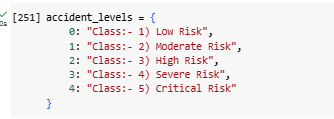 [251] accident_levels = {
0: "Class:- 1) Low Risk",
1: "Class:- 2) Moderate Risk",
2: "Class:- 3) High Risk",
3: "Class:- 4) Severe Risk",
4: "Class:- 5) Critical Risk"
}